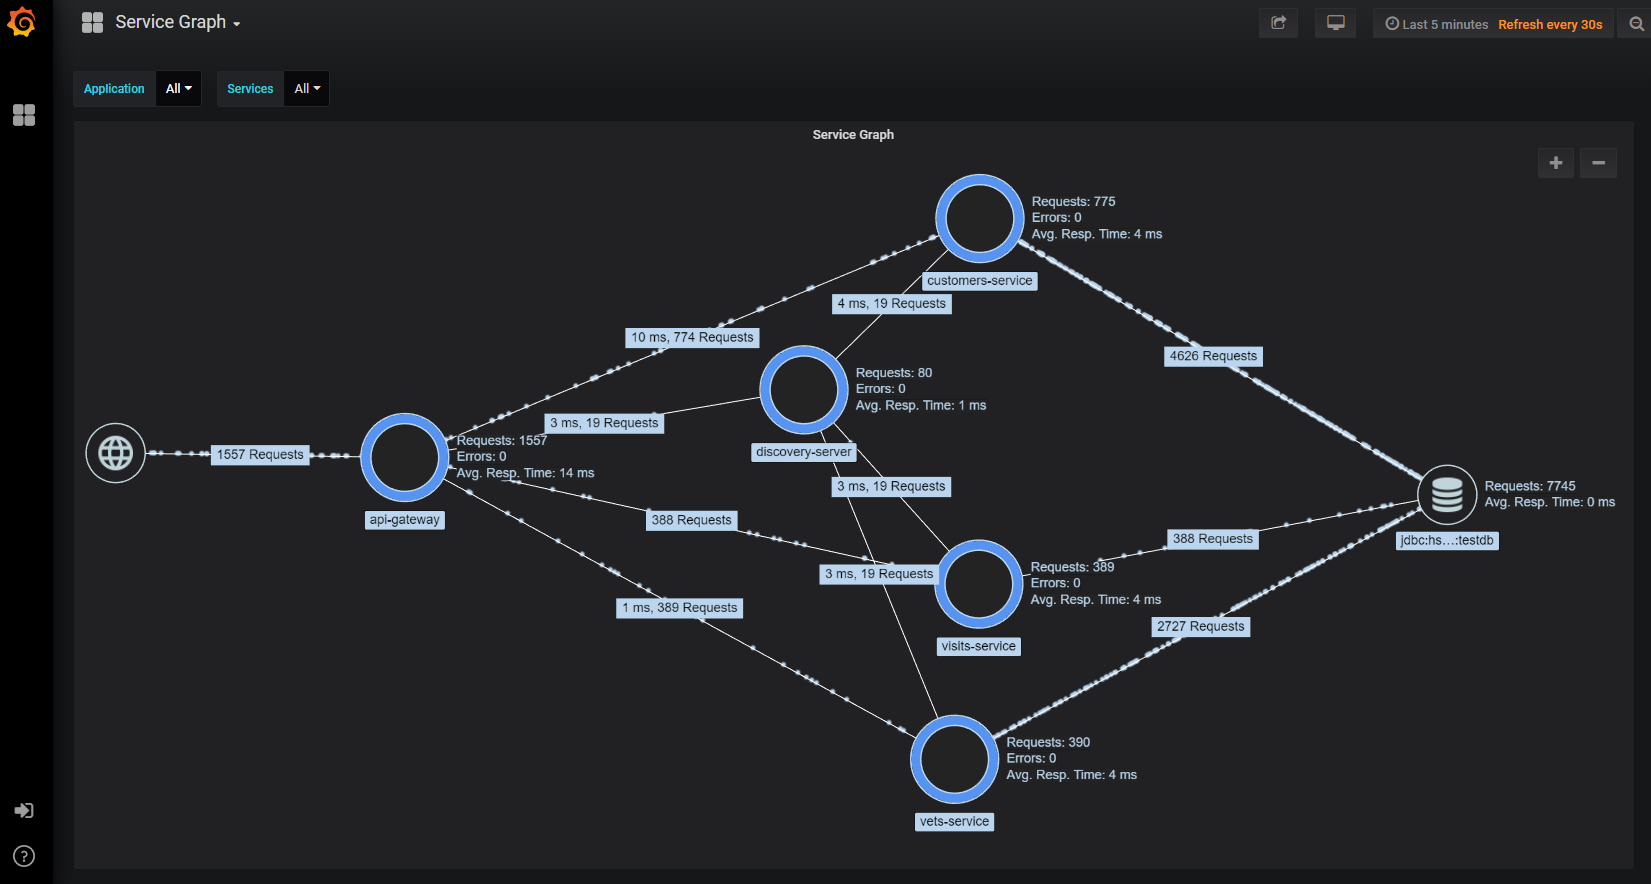 Service Graph
Last 5 minutes Refresh every 30s
Application All Services All
Service Graph
Requests: 775
Errors: 0
Avg. Resp. Time: 4 ms
customers-service
4 ms, 19 Requests
10 ms, 774 Requests
4626 Requests
Requests: 80
Errors: 0
Avg. Resp. Time: 1 ms
discovery-server
3 ms, 19 Requests
1557 Requests
Requests: 1557
Errors: 0
Avg. Resp. Time: 14 ms
api-gateway
3 ms, 19 Requests
388 Requests
Requests: 7745
Avg. Resp. Time: 0 ms
jdbc:hs...:testdb
388 Requests
3 ms, 19 Requests
Requests: 389
Errors: 0
Avg. Resp. Time: 4 ms
visits-service
1 ms, 389 Requests
2727 Requests
Requests: 390
Errors: 0
Avg. Resp. Time: 4 ms
vets-service